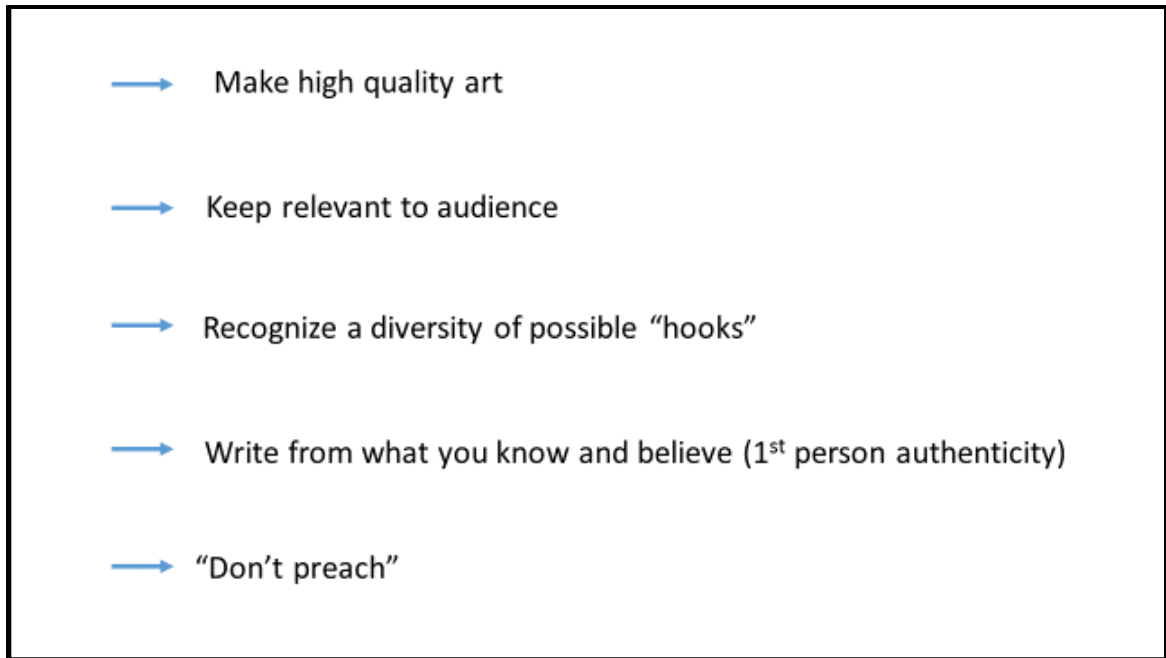 Make high quality art
Keep relevant to audience
Recognize a diversity of possible “hooks”
Write from what you know and believe (1st person authenticity)
“Don’t preach”